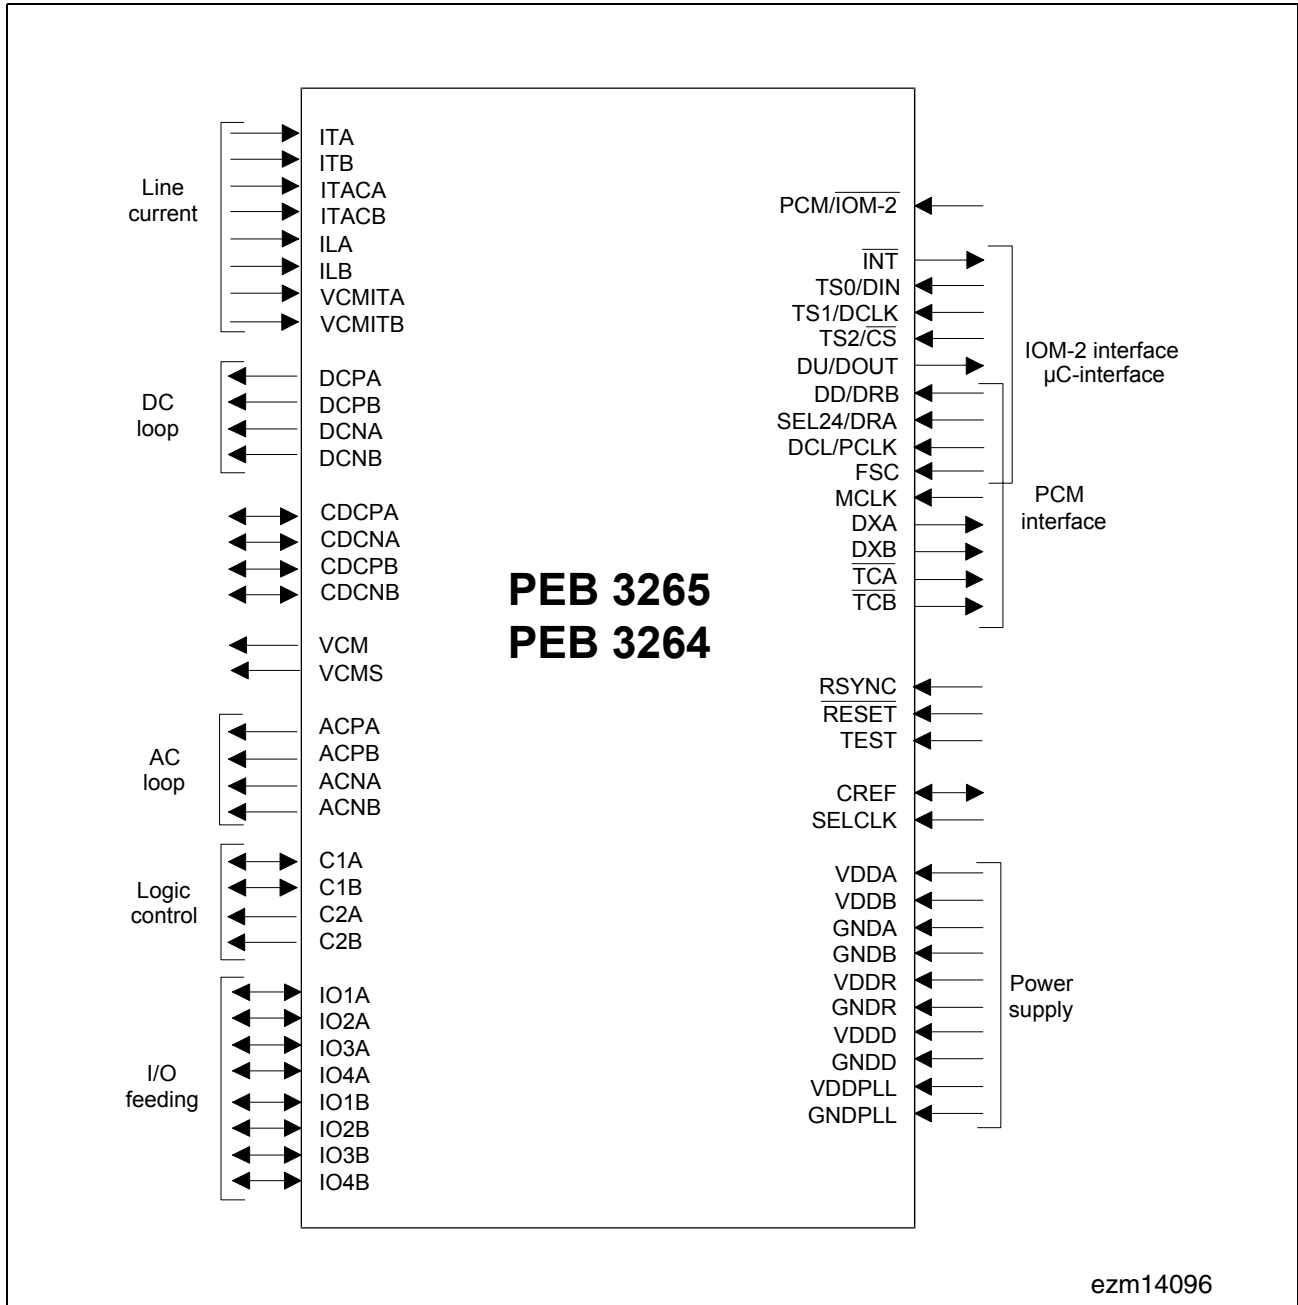 Line
current
ITA
ITB
ITACA
ITACB
ILA
ILB
VCMITA
VCMITB
DC
loop
DCPA
DCPB
DCNA
DCNB
CDCPA
CDCNA
CDCPB
CDCNB
VCM
VCMS
AC
loop
ACPA
ACPB
ACNA
ACNB
Logic
control
C1A
C1B
C2A
C2B
I/O
feeding
IO1A
IO2A
IO3A
IO4A
IO1B
IO2B
IO3B
IO4B
PEB 3265
PEB 3264
PCM/IOM-2
INT
TS0/DIN
TS1/DCLK
TS2/CS
DU/DOUT
DD/DRB
SEL24/DRA
DCL/PCLK
FSC
MCLK
DXA
DXB
TCA
TCB
IOM-2 interface
µC-interface
PCM
interface
RSYNC
RESET
TEST
CREF
SELCLK
VDDA
VDDB
GNDA
GNDB
VDDR
GNDR
VDDD
GNDD
VDDPLL
GNDPLL
Power
supply
ezm14096